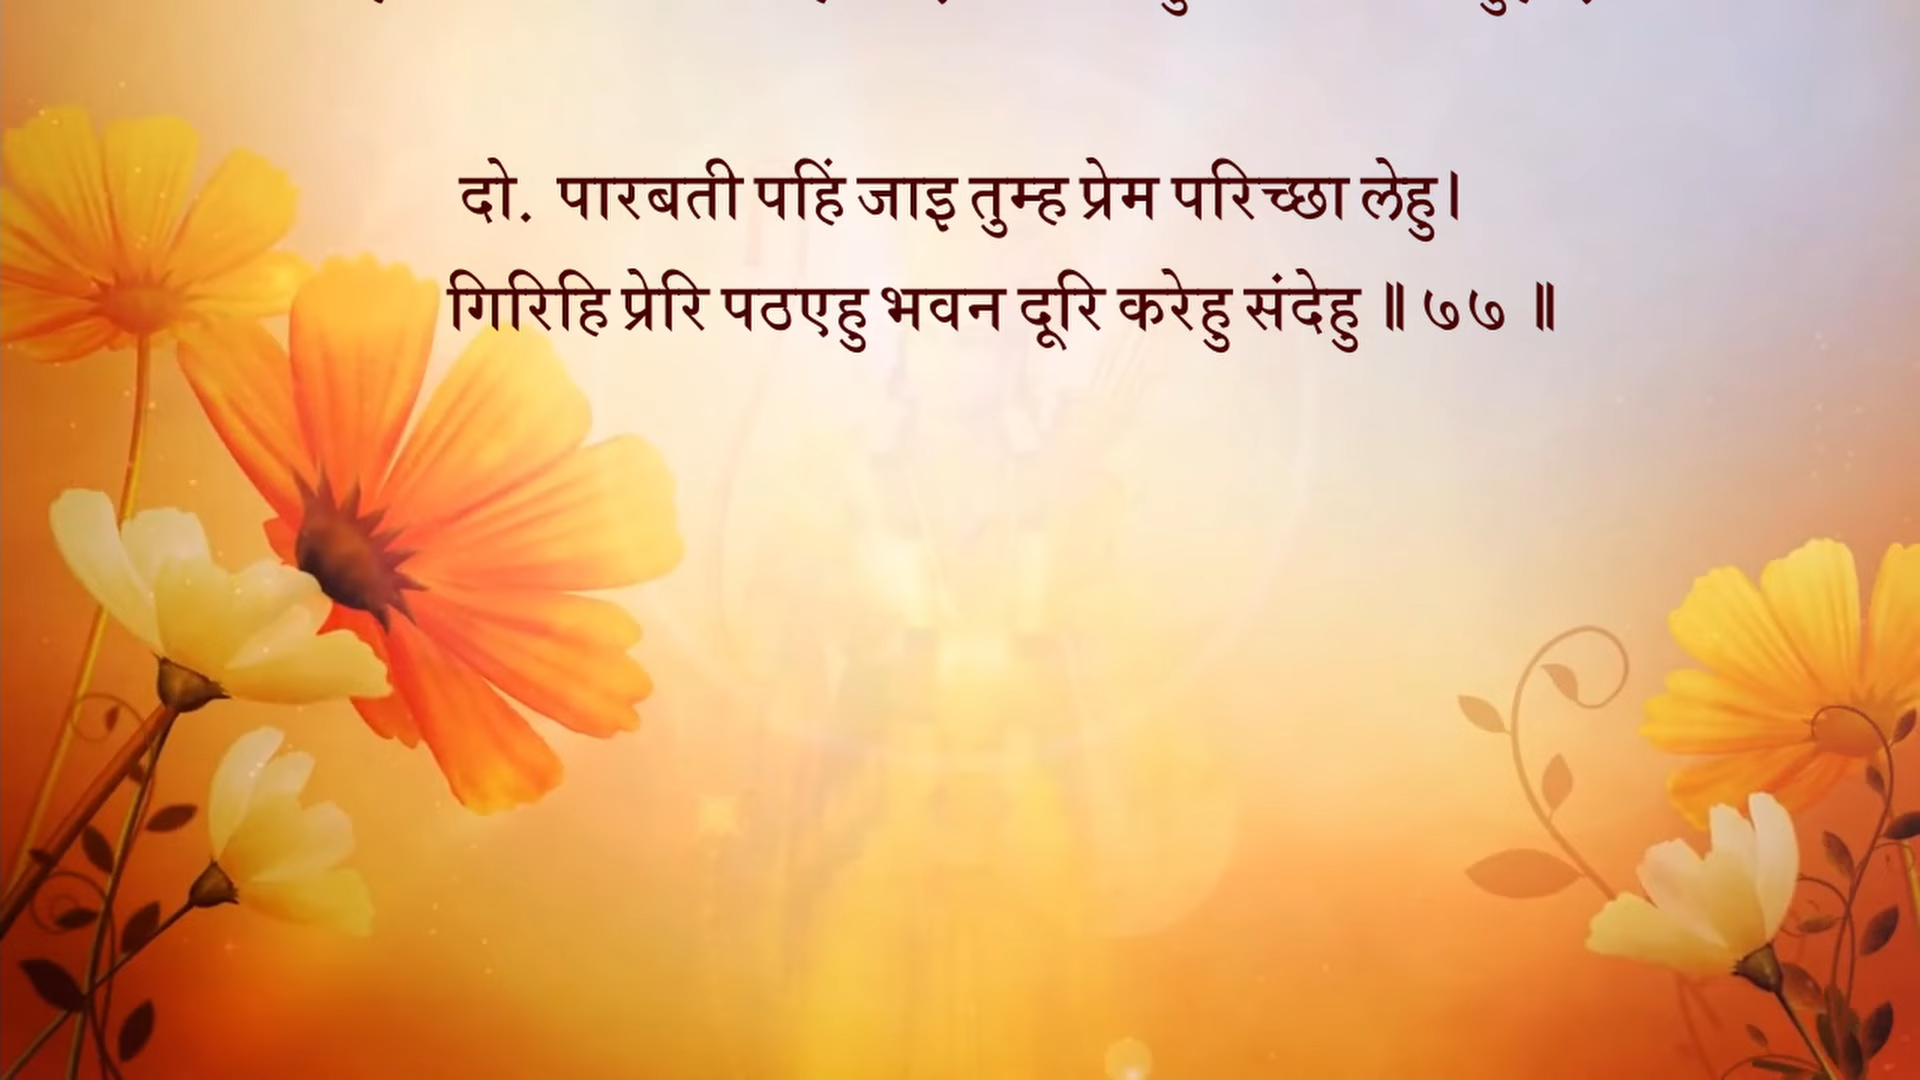 दो. पारबती पहिं जाइ तुम्ह प्रेम परिच्छा लेहु।
गिरिहि प्रेरि पठएहु भवन दूरि करेहु संदेहु ॥ ७७ ॥